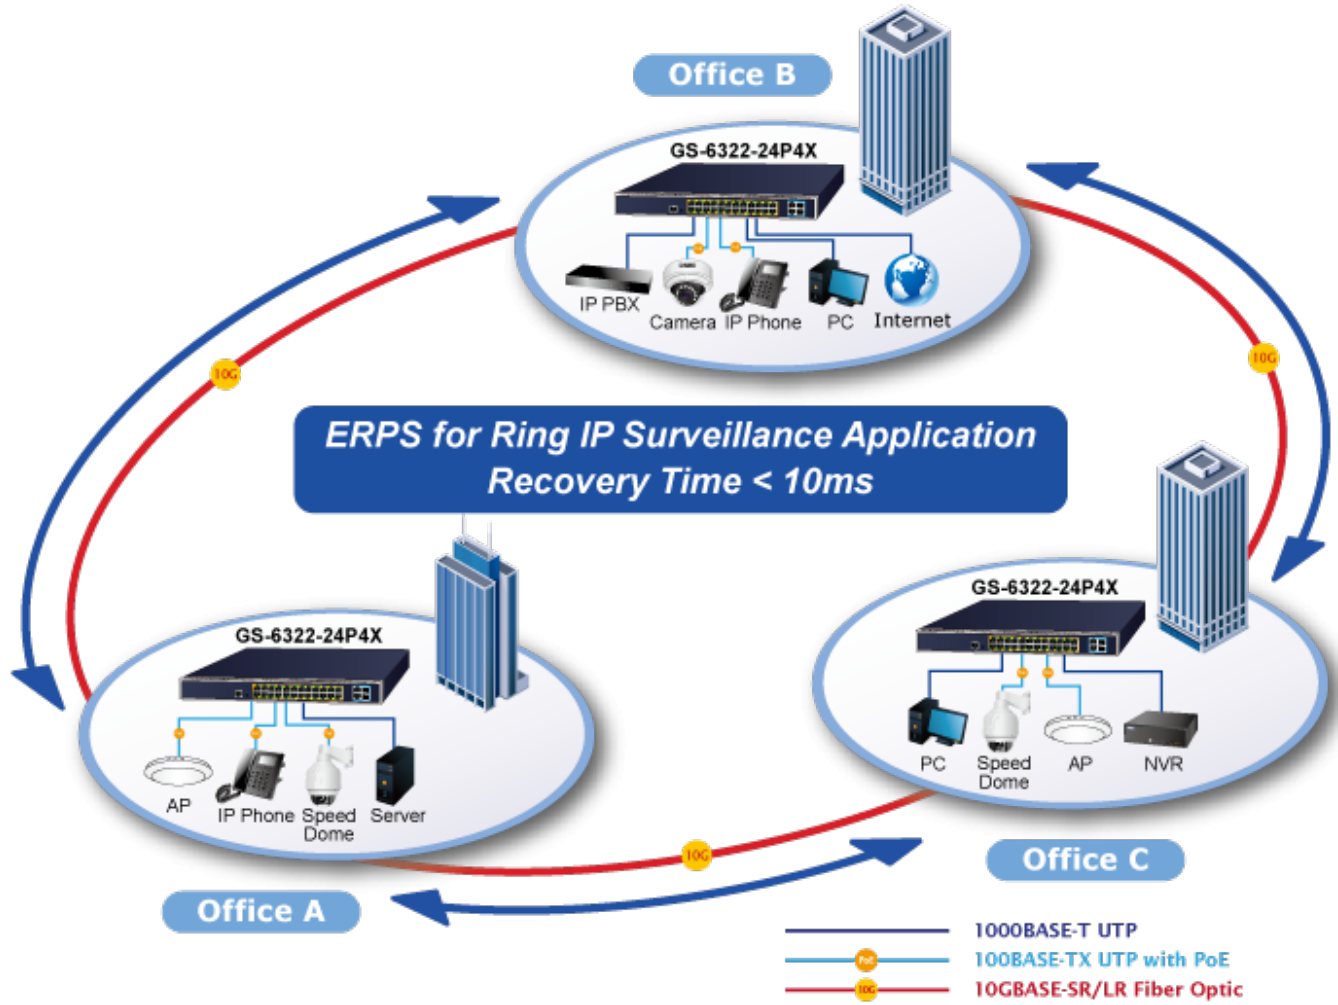 Office B
GS-6322-24P4X
IP PBX
Camera
IP Phone
PC
Internet
10G
10G
ERPS for Ring IP Surveillance Application
Recovery Time < 10ms
GS-6322-24P4X
AP
IP Phone
Speed
Dome
Server
Office A
GS-6322-24P4X
PC
Speed
Dome
AP
NVR
Office C
10G
1000BASE-T UTP
PoE
100BASE-TX UTP with PoE
10G
10GBASE-SR/LR Fiber Optic